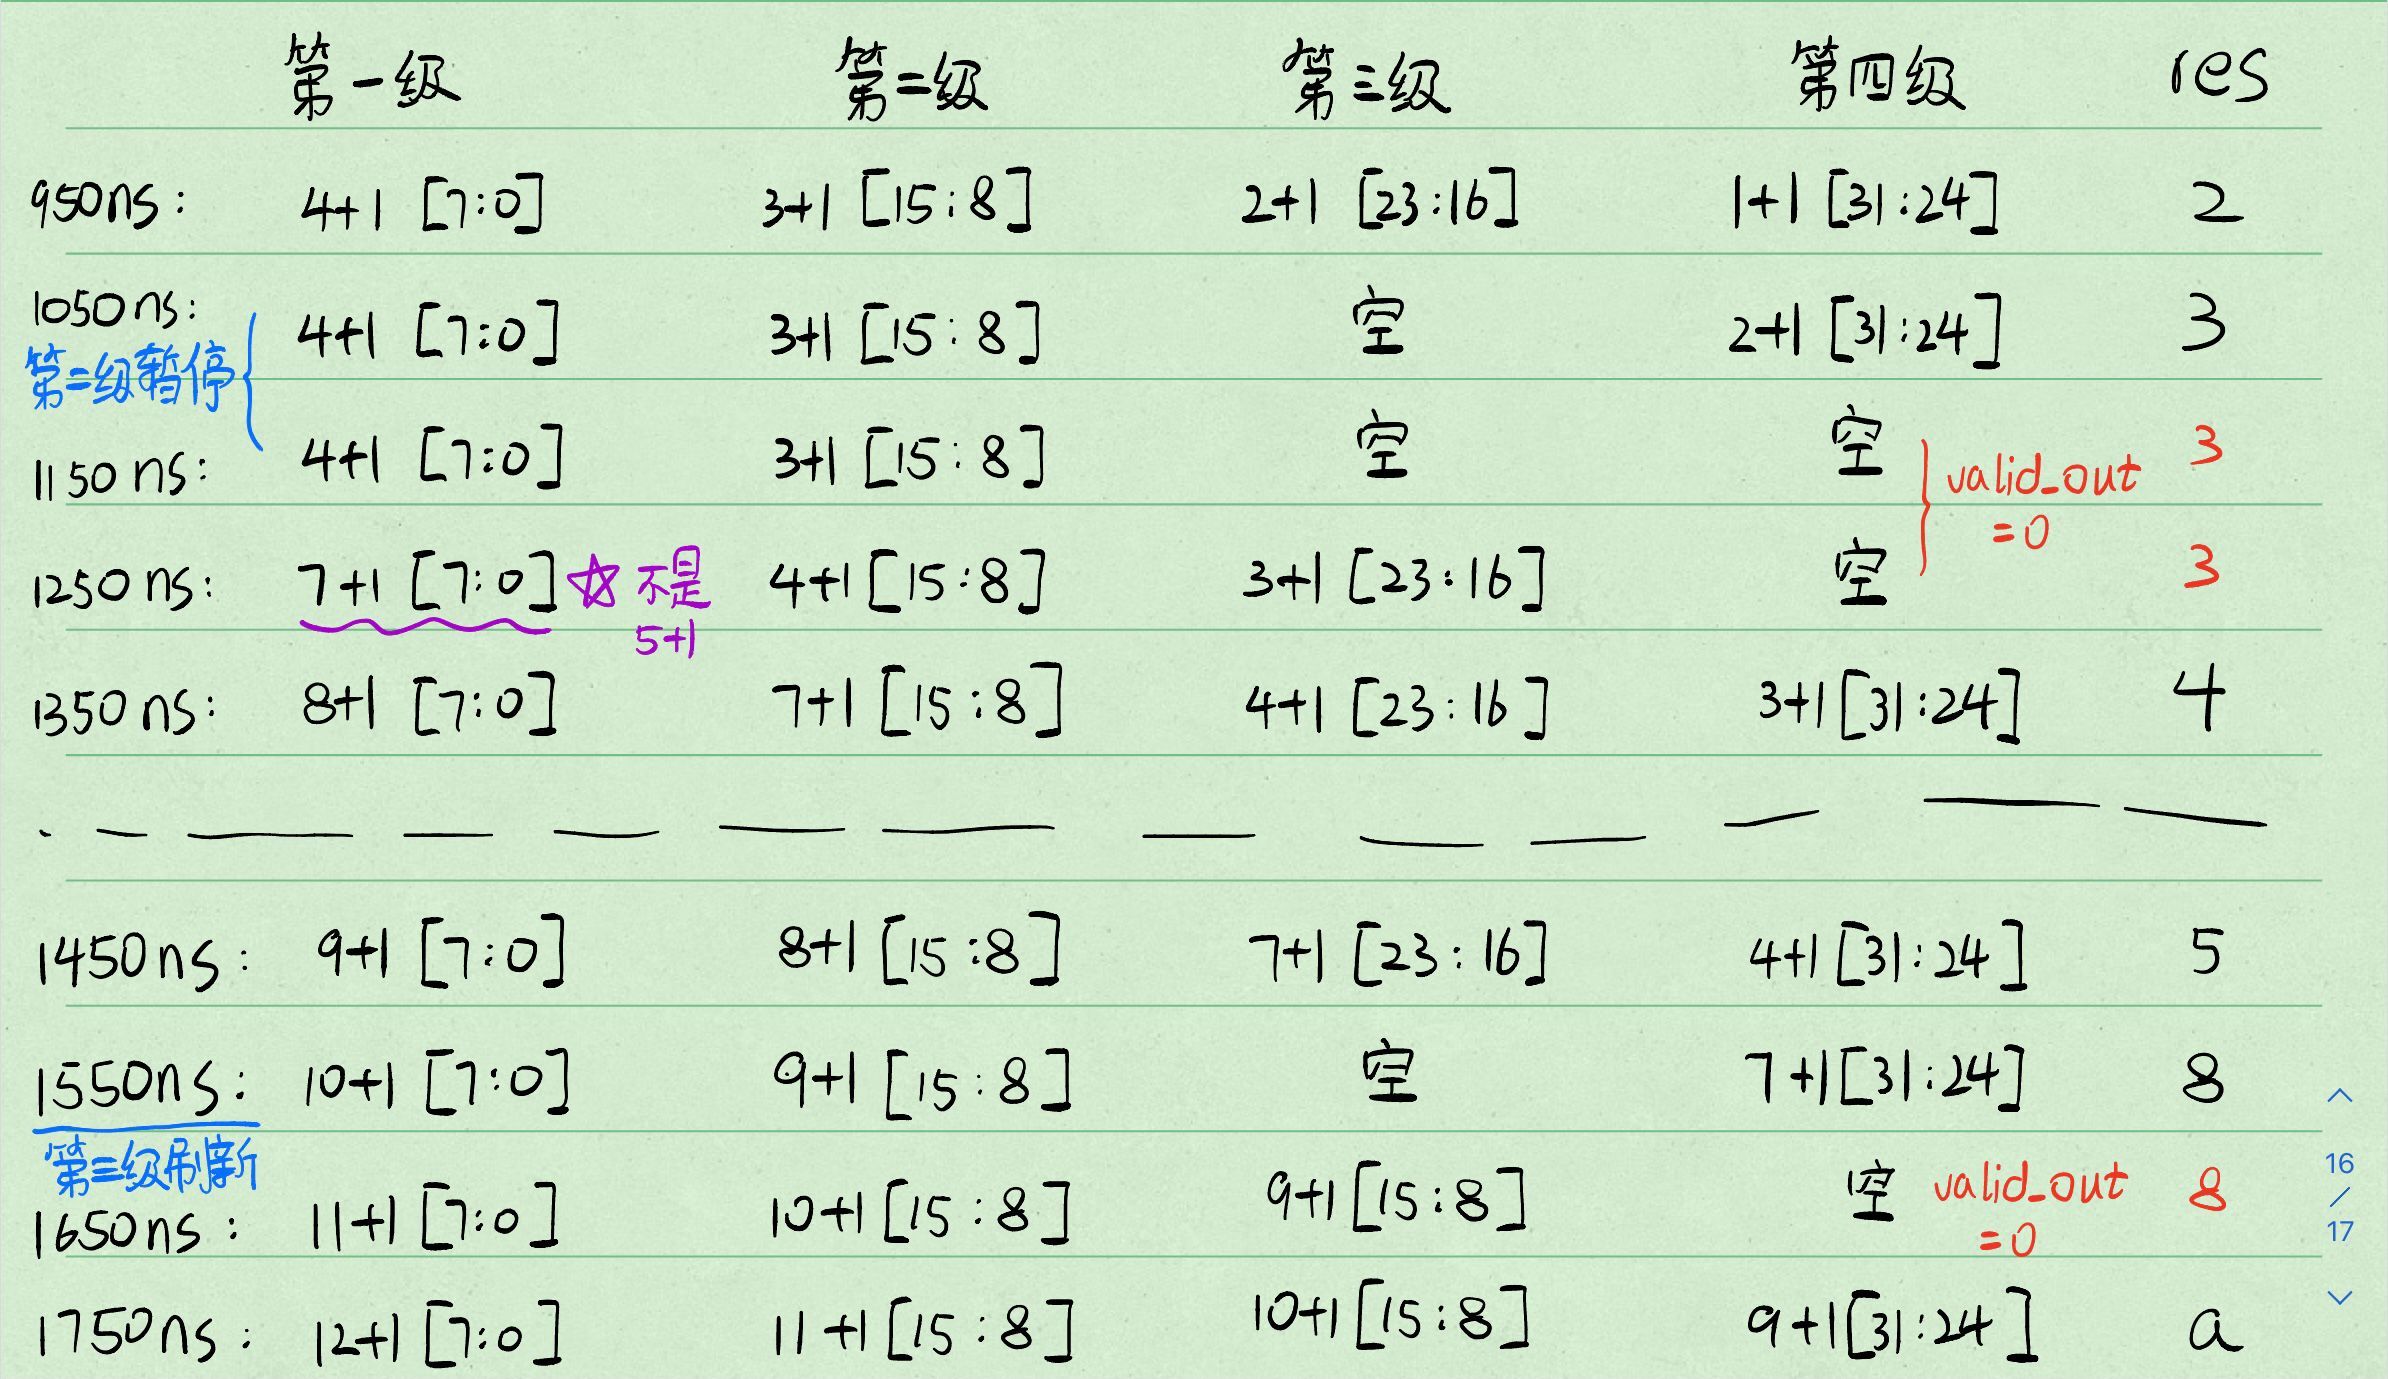 第一级 第二级 第三级 第四级 res
950ns: 4+1 [7:0] 3+1 [15:8] 2+1 [23:16] 1+1 [31:24] 2
1050ns: 4+1 [7:0] 3+1 [15:8] 空 2+1 [31:24] 3
第二级暂停
1150ns: 4+1 [7:0] 3+1 [15:8] 空 空 3
valid_out
=0
1250ns: 7+1 [7:0] ☆ 不是 4+1 [15:8] 3+1 [23:16] 空 3
5+1
1350ns: 8+1 [7:0] 7+1 [15:8] 4+1 [23:16] 3+1 [31:24] 4
1450ns: 9+1 [7:0] 8+1 [15:8] 7+1 [23:16] 4+1 [31:24] 5
1550ns: 10+1 [7:0] 9+1 [15:8] 空 7+1 [31:24] 8
第三级刷新
1650ns: 11+1 [7:0] 10+1 [15:8] 9+1 [15:8] 空 valid_out 8
=0
1750ns: 12+1 [7:0] 11+1 [15:8] 10+1 [15:8] 9+1 [31:24] a
16
/
17